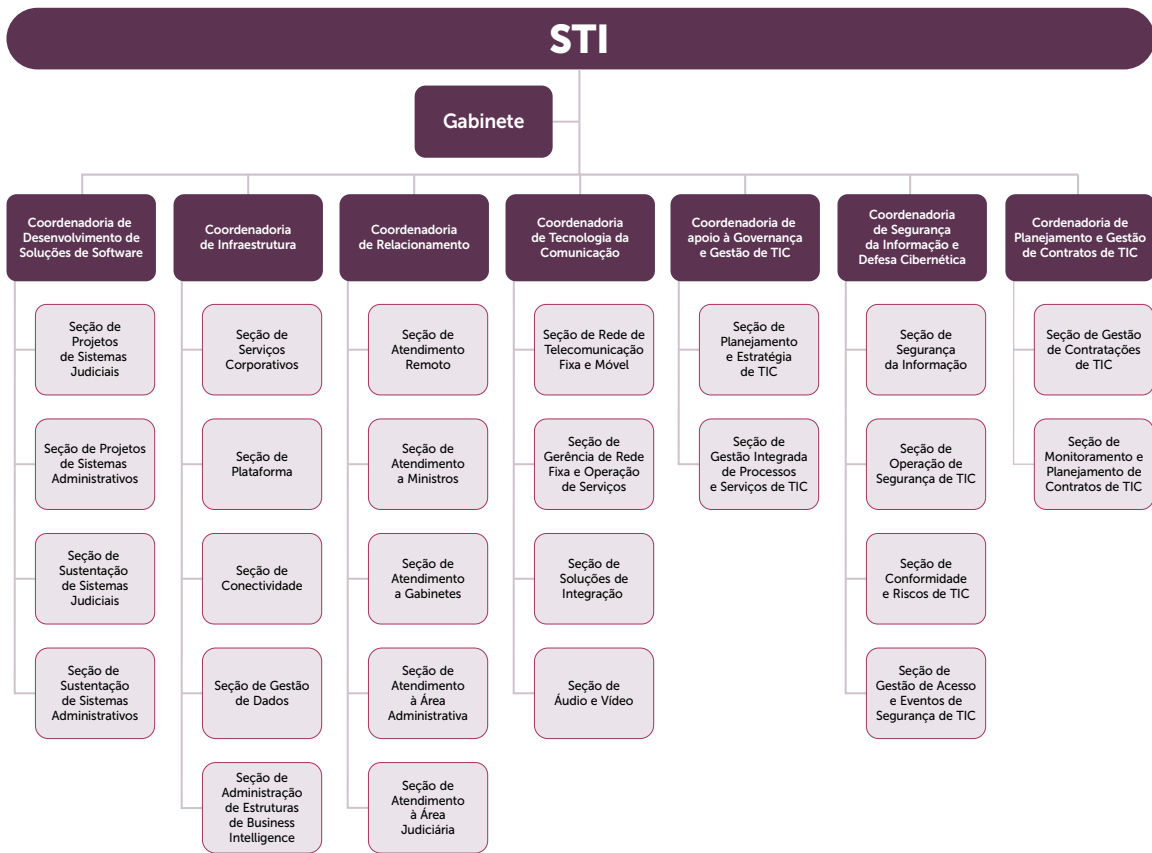 STI
Gabinete
Coordenadoria de
Desenvolvimento de
Soluções de Software
Seção de
Projetos
de Sistemas
Judiciais
Seção de Projetos
de Sistemas
Administrativos
Seção de
Sustentação
de Sistemas
Judiciais
Seção de
Sustentação
de Sistemas
Administrativos
Coordenadoria
de Infraestrutura
Seção de
Serviços
Corporativos
Seção de
Plataforma
Seção de
Conectividade
Seção de Gestão
de Dados
Seção de
Administração
de Estruturas
de Business
Intelligence
Coordenadoria
de Relacionamento
Seção de
Atendimento
Remoto
Seção de
Atendimento
a Ministros
Seção de
Atendimento
a Gabinetes
Seção de
Atendimento
à Área
Administrativa
Seção de
Atendimento
à Área
Judiciária
Coordenadoria
de Tecnologia da
Comunicação
Seção de Rede de
Telecomunicação
Fixa e Móvel
Seção de
Gerência de Rede
Fixa e Operação
de Serviços
Seção de
Soluções de
Integração
Seção de
Áudio e Vídeo
Coordenadoria de
apoio à Governança
e Gestão de TIC
Seção de
Planejamento
e Estratégia
de TIC
Seção de
Gestão Integrada
de Processos
e Serviços de TIC
Coordenadoria
de Segurança
da Informação e
Defesa Cibernética
Seção de
Segurança
da Informação
Seção de
Operação de
Segurança de TIC
Seção de
Conformidade
e Riscos de TIC
Seção de
Gestão de Acesso
e Eventos de
Segurança de TIC
Cordenadoria de
Planejamento e Gestão
de Contratos de TIC
Seção de Gestão
de Contratações
de TIC
Seção de
Monitoramento e
Planejamento de
Contratos de TIC